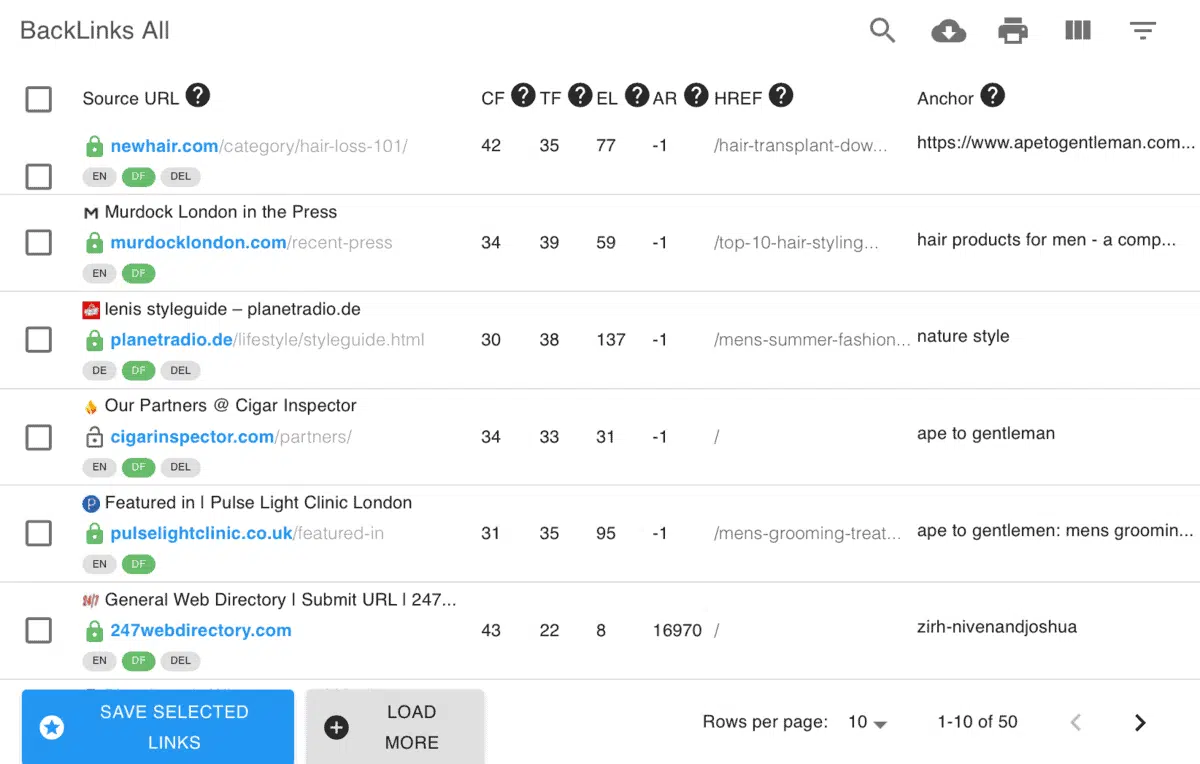 BackLinks All
Source URL ? CF ? TF ? EL ? AR ? HREF ? Anchor ?
newhair.com/category/hair-loss-101/ 42 35 77 -1 /hair-transplant-dow... https://www.apetogentleman.com...
EN DF DEL
M Murdock London in the Press
murdocklondon.com/recent-press 34 39 59 -1 /top-10-hair-styling... hair products for men - a comp...
EN DF
lenis styleguide – planetradio.de
planetradio.de/lifestyle/styleguide.html 30 38 137 -1 /mens-summer-fashion... nature style
DE DF DEL
Our Partners @ Cigar Inspector
cigarinspector.com/partners/ 34 33 31 -1 / ape to gentleman
EN DF DEL
P Featured in | Pulse Light Clinic London
pulselightclinic.co.uk/featured-in 31 35 95 -1 /mens-grooming-treat... ape to gentlemen: mens groomin...
EN DF
24/7 General Web Directory | Submit URL | 247...
247webdirectory.com 43 22 8 16970 / zirh-nivenandjoshua
EN DF DEL
SAVE SELECTED LINKS
LOAD MORE
Rows per page: 10 1-10 of 50